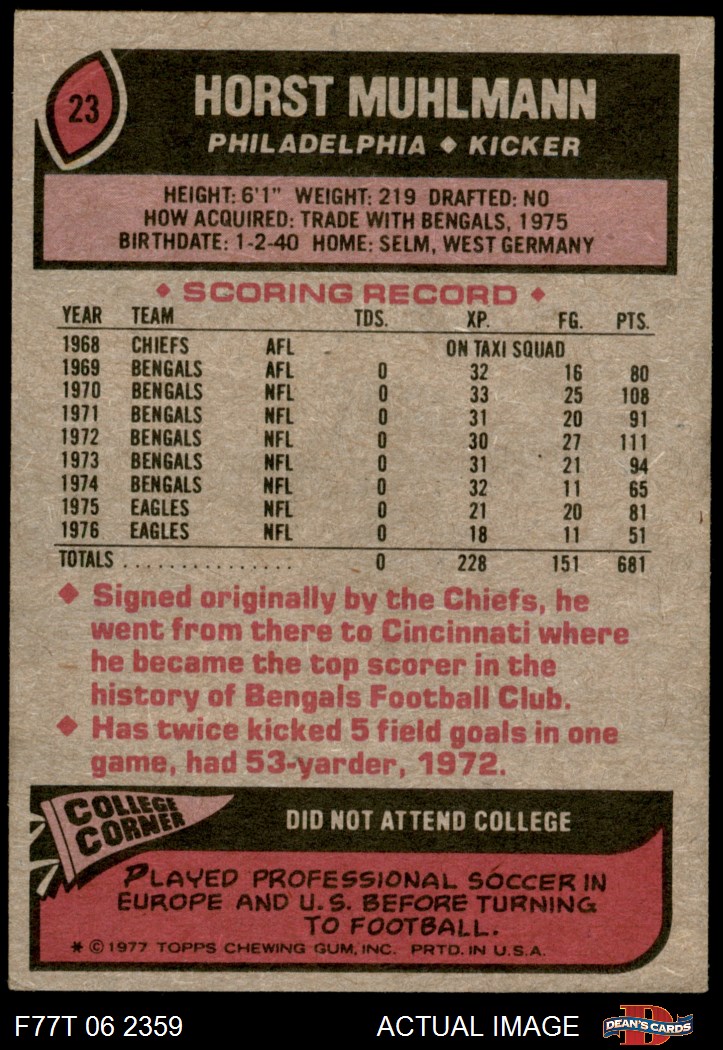 23
HORST MUHLMANN
PHILADELPHIA ◆ KICKER
HEIGHT: 6'1" WEIGHT: 219 DRAFTED: NO
HOW ACQUIRED: TRADE WITH BENGALS, 1975
BIRTHDATE: 1-2-40 HOME: SELM, WEST GERMANY
◆ SCORING RECORD ◆
YEAR TEAM TDS. XP. FG. PTS.
1968 CHIEFS AFL ON TAXI SQUAD
1969 BENGALS AFL 0 32 16 80
1970 BENGALS NFL 0 33 25 108
1971 BENGALS NFL 0 31 20 91
1972 BENGALS NFL 0 30 27 111
1973 BENGALS NFL 0 31 21 94
1974 BENGALS NFL 0 32 11 65
1975 EAGLES NFL 0 21 20 81
1976 EAGLES NFL 0 18 11 51
TOTALS . . . . . . . . . . . . . . . 0 228 151 681
◆ Signed originally by the Chiefs, he
went from there to Cincinnati where
he became the top scorer in the
history of Bengals Football Club.
◆ Has twice kicked 5 field goals in one
game, had 53-yarder, 1972.
COLLEGE
CORNER
DID NOT ATTEND COLLEGE
PLAYED PROFESSIONAL SOCCER IN
EUROPE AND U.S. BEFORE TURNING
TO FOOTBALL.
* © 1977 TOPPS CHEWING GUM, INC. PRTD. IN U.S.A.
F77T 06 2359 ACTUAL IMAGE
D
DEAN'S CARDS